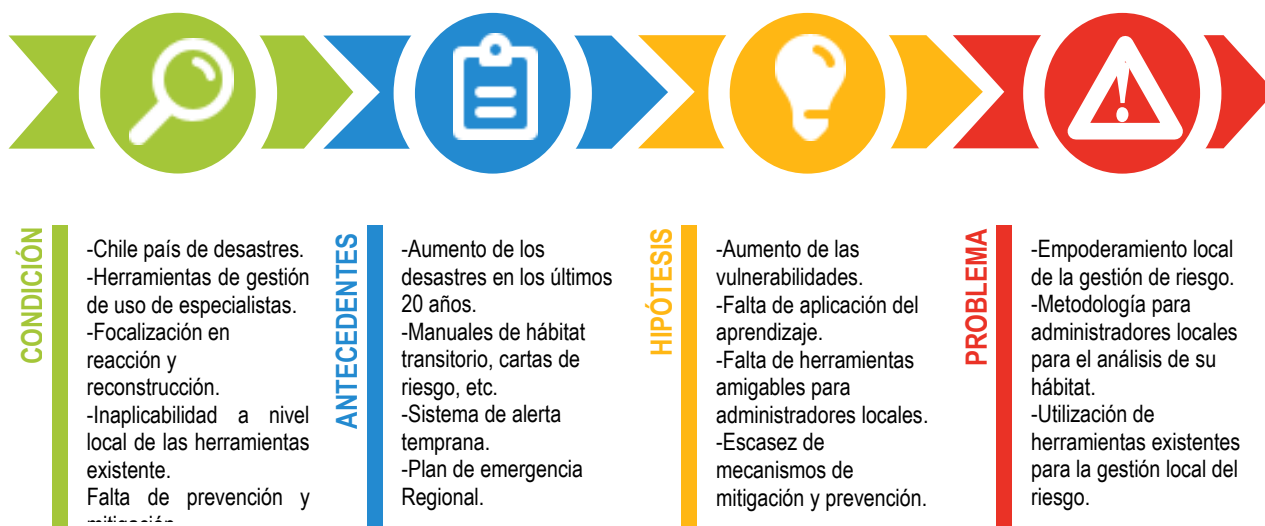 CONDICIÓN
-Chile país de desastres.
-Herramientas de gestión
de uso de especialistas.
-Focalización en
reacción y
reconstrucción.
-Inaplicabilidad a nivel
local de las herramientas
existente.
Falta de prevención y
ANTECEDENTES
-Aumento de los
desastres en los últimos
20 años.
-Manuales de hábitat
transitorio, cartas de
riesgo, etc.
-Sistema de alerta
temprana.
-Plan de emergencia
Regional.
HIPÓTESIS
-Aumento de las
vulnerabilidades.
-Falta de aplicación del
aprendizaje.
-Falta de herramientas
amigables para
administradores locales.
-Escasez de
mecanismos de
mitigación y prevención.
PROBLEMA
-Empoderamiento local
de la gestión de riesgo.
-Metodología para
administradores locales
para el análisis de su
hábitat.
-Utilización de
herramientas existentes
para la gestión local del
riesgo.